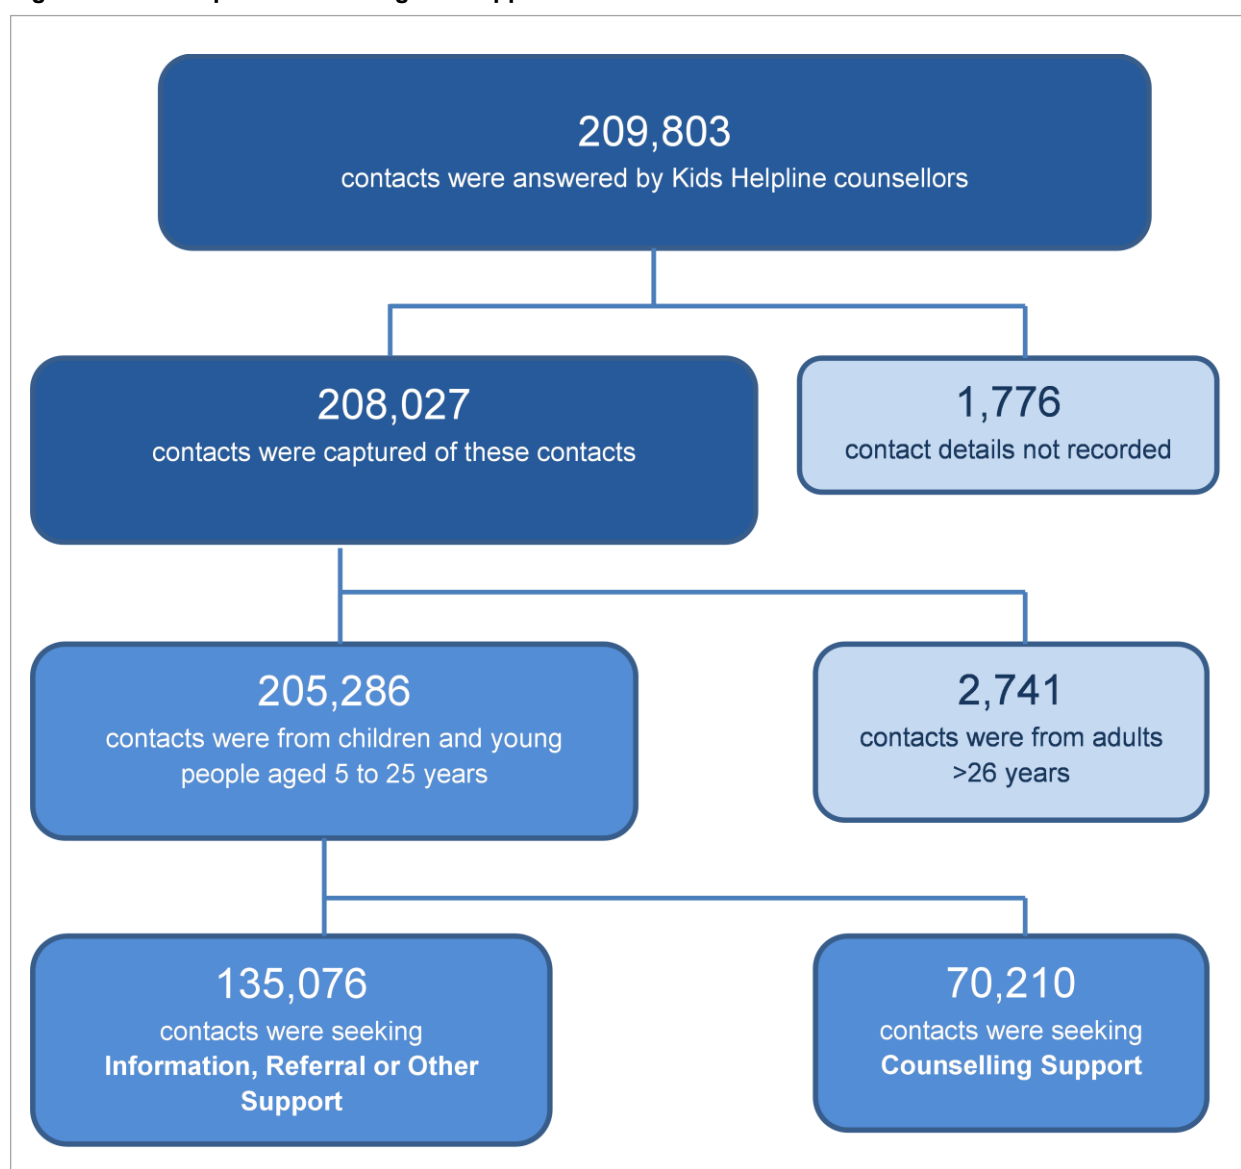 209,803
contacts were answered by Kids Helpline counsellors
208,027
contacts were captured of these contacts
1,776
contact details not recorded
205,286
contacts were from children and young
people aged 5 to 25 years
2,741
contacts were from adults
>26 years
135,076
contacts were seeking
Information, Referral or Other
Support
70,210
contacts were seeking
Counselling Support